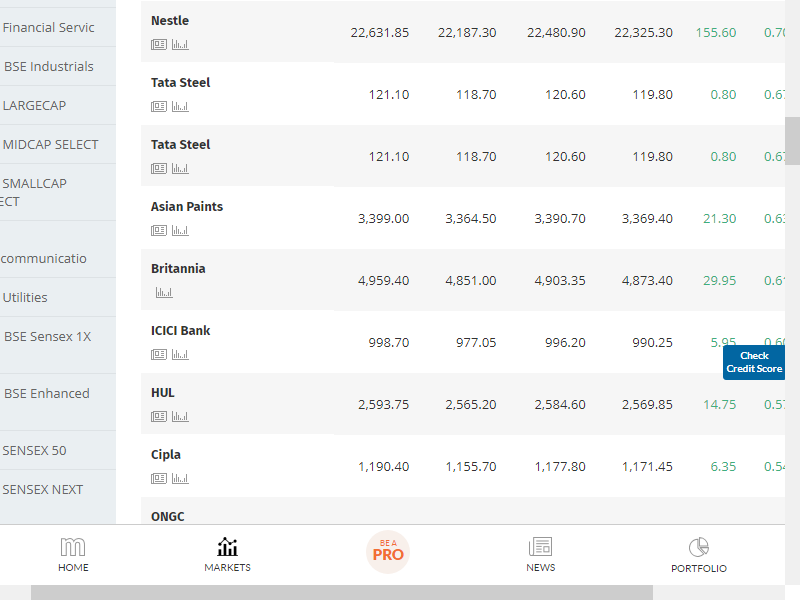 Financial Servic
BSE Industrials
LARGECAP
MIDCAP SELECT
SMALLCAP
ECT
communicatio
Utilities
BSE Sensex 1X
BSE Enhanced
SENSEX 50
SENSEX NEXT
Nestle 22,631.85 22,187.30 22,480.90 22,325.30 155.60 0.70
Tata Steel 121.10 118.70 120.60 119.80 0.80 0.67
Tata Steel 121.10 118.70 120.60 119.80 0.80 0.67
Asian Paints 3,399.00 3,364.50 3,390.70 3,369.40 21.30 0.63
Britannia 4,959.40 4,851.00 4,903.35 4,873.40 29.95 0.61
ICICI Bank 998.70 977.05 996.20 990.25 5.95 0.60
Check
Credit Score
HUL 2,593.75 2,565.20 2,584.60 2,569.85 14.75 0.57
Cipla 1,190.40 1,155.70 1,177.80 1,171.45 6.35 0.54
ONGC
HOME
MARKETS
BE A
PRO
NEWS
PORTFOLIO